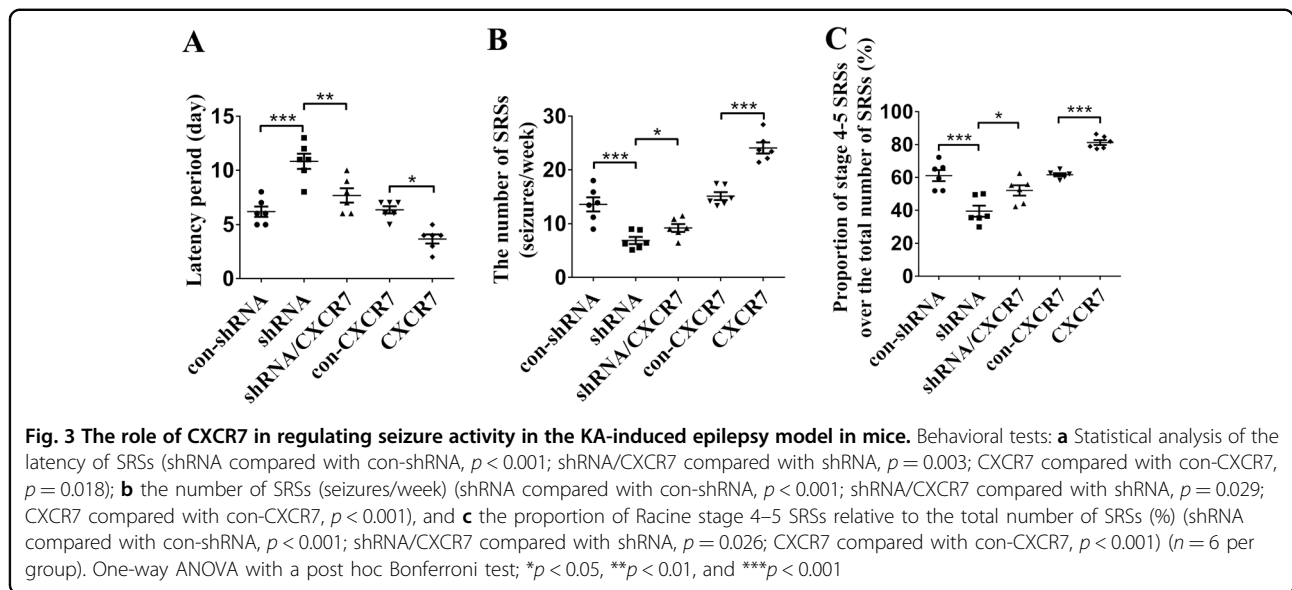 A
Latency period (day)
15
10
5
0
***
**
*
con-shRNA
shRNA
shRNA/CXCR7
con-CXCR7
CXCR7
B
The number of SRSs
(seizures/week)
30
20
10
0
***
*
***
con-shRNA
shRNA
shRNA/CXCR7
con-CXCR7
CXCR7
C
Proportion of stage 4-5 SRSs
over the total number of SRSs (%)
100
80
60
40
20
0
***
*
***
con-shRNA
shRNA
shRNA/CXCR7
con-CXCR7
CXCR7
Fig. 3 The role of CXCR7 in regulating seizure activity in the KA-induced epilepsy model in mice. Behavioral tests: a Statistical analysis of the
latency of SRSs (shRNA compared with con-shRNA, p < 0.001; shRNA/CXCR7 compared with shRNA, p = 0.003; CXCR7 compared with con-CXCR7,
p = 0.018); b the number of SRSs (seizures/week) (shRNA compared with con-shRNA, p < 0.001; shRNA/CXCR7 compared with shRNA, p = 0.029;
CXCR7 compared with con-CXCR7, p < 0.001), and c the proportion of Racine stage 4–5 SRSs relative to the total number of SRSs (%) (shRNA
compared with con-shRNA, p < 0.001; shRNA/CXCR7 compared with shRNA, p = 0.026; CXCR7 compared with con-CXCR7, p < 0.001) (n = 6 per
group). One-way ANOVA with a post hoc Bonferroni test; *p < 0.05, **p < 0.01, and ***p < 0.001